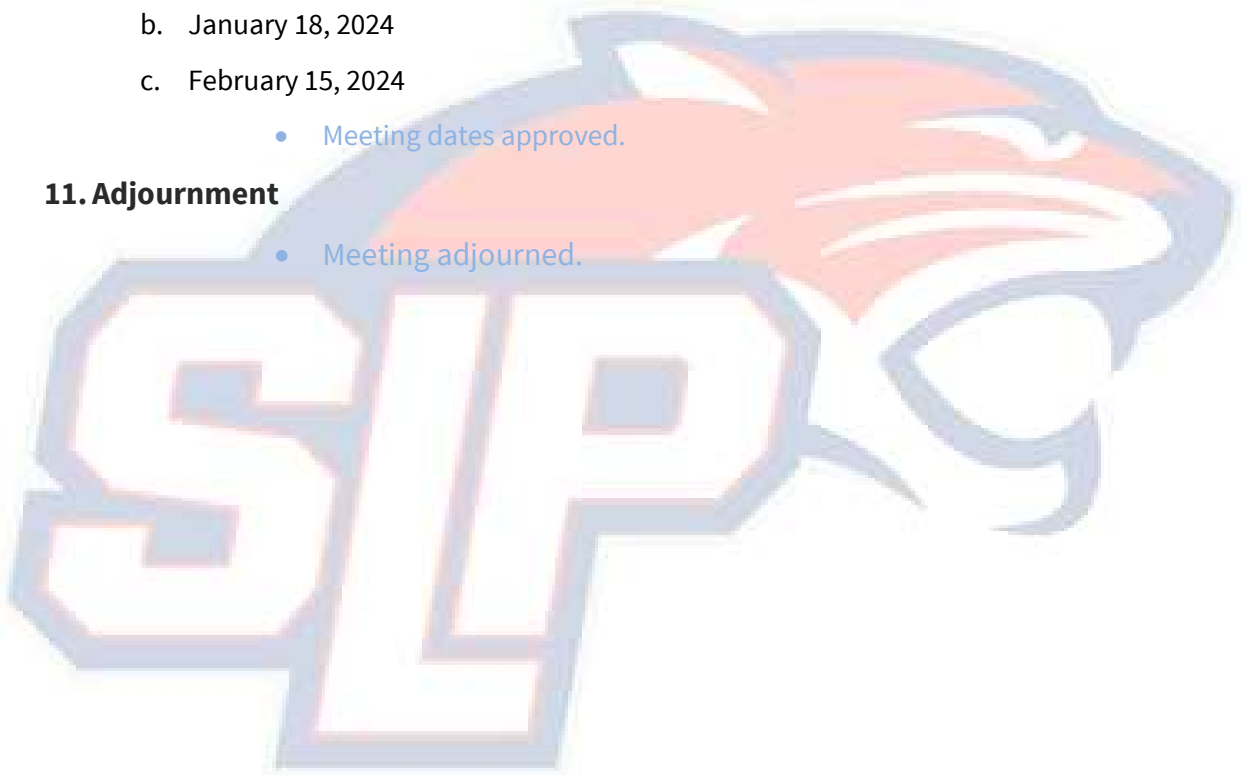 b. January 18, 2024
c. February 15, 2024
• Meeting dates approved.
11. Adjournment
• Meeting adjourned.
SLP